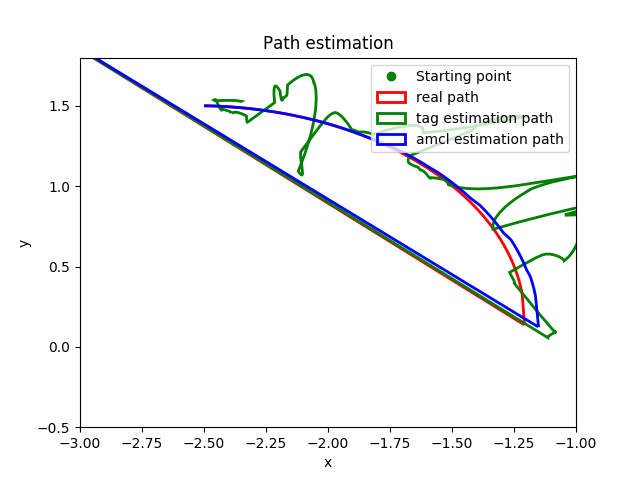 Path estimation
Starting point
real path
tag estimation path
amcl estimation path
y
1.5
1.0
0.5
0.0
−0.5
−3.00 −2.75 −2.50 −2.25 −2.00 −1.75 −1.50 −1.25 −1.00
x